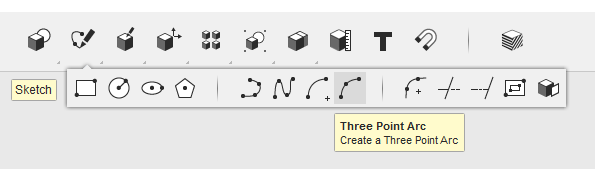 Sketch
Three Point Arc
Create a Three Point Arc